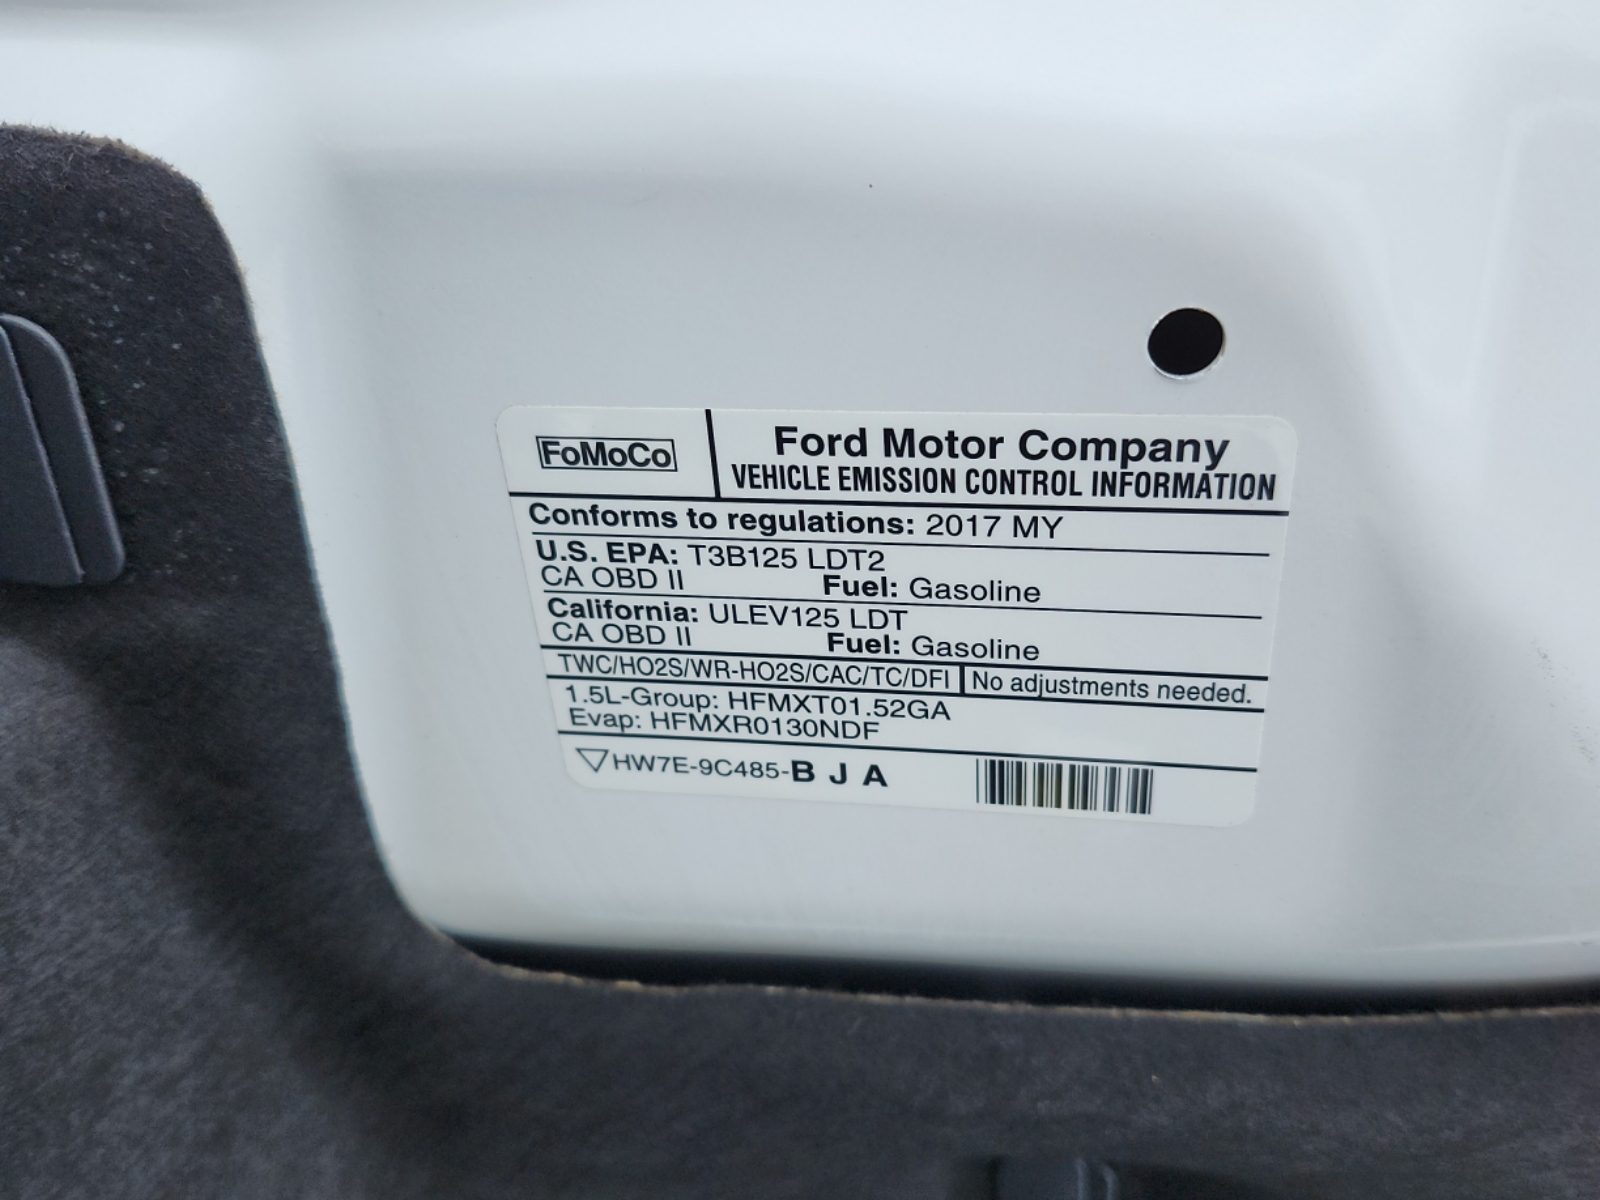 FoMoCo
Ford Motor Company
VEHICLE EMISSION CONTROL INFORMATION
Conforms to regulations: 2017 MY
U.S. EPA: T3B125 LDT2
CA OBD II Fuel: Gasoline
California: ULEV125 LDT
CA OBD II Fuel: Gasoline
TWC/HO2S/WR-HO2S/CAC/TC/DFI No adjustments needed.
1.5L-Group: HFMXT01.52GA
Evap: HFMXR0130NDF
HW7E-9C485-B J A